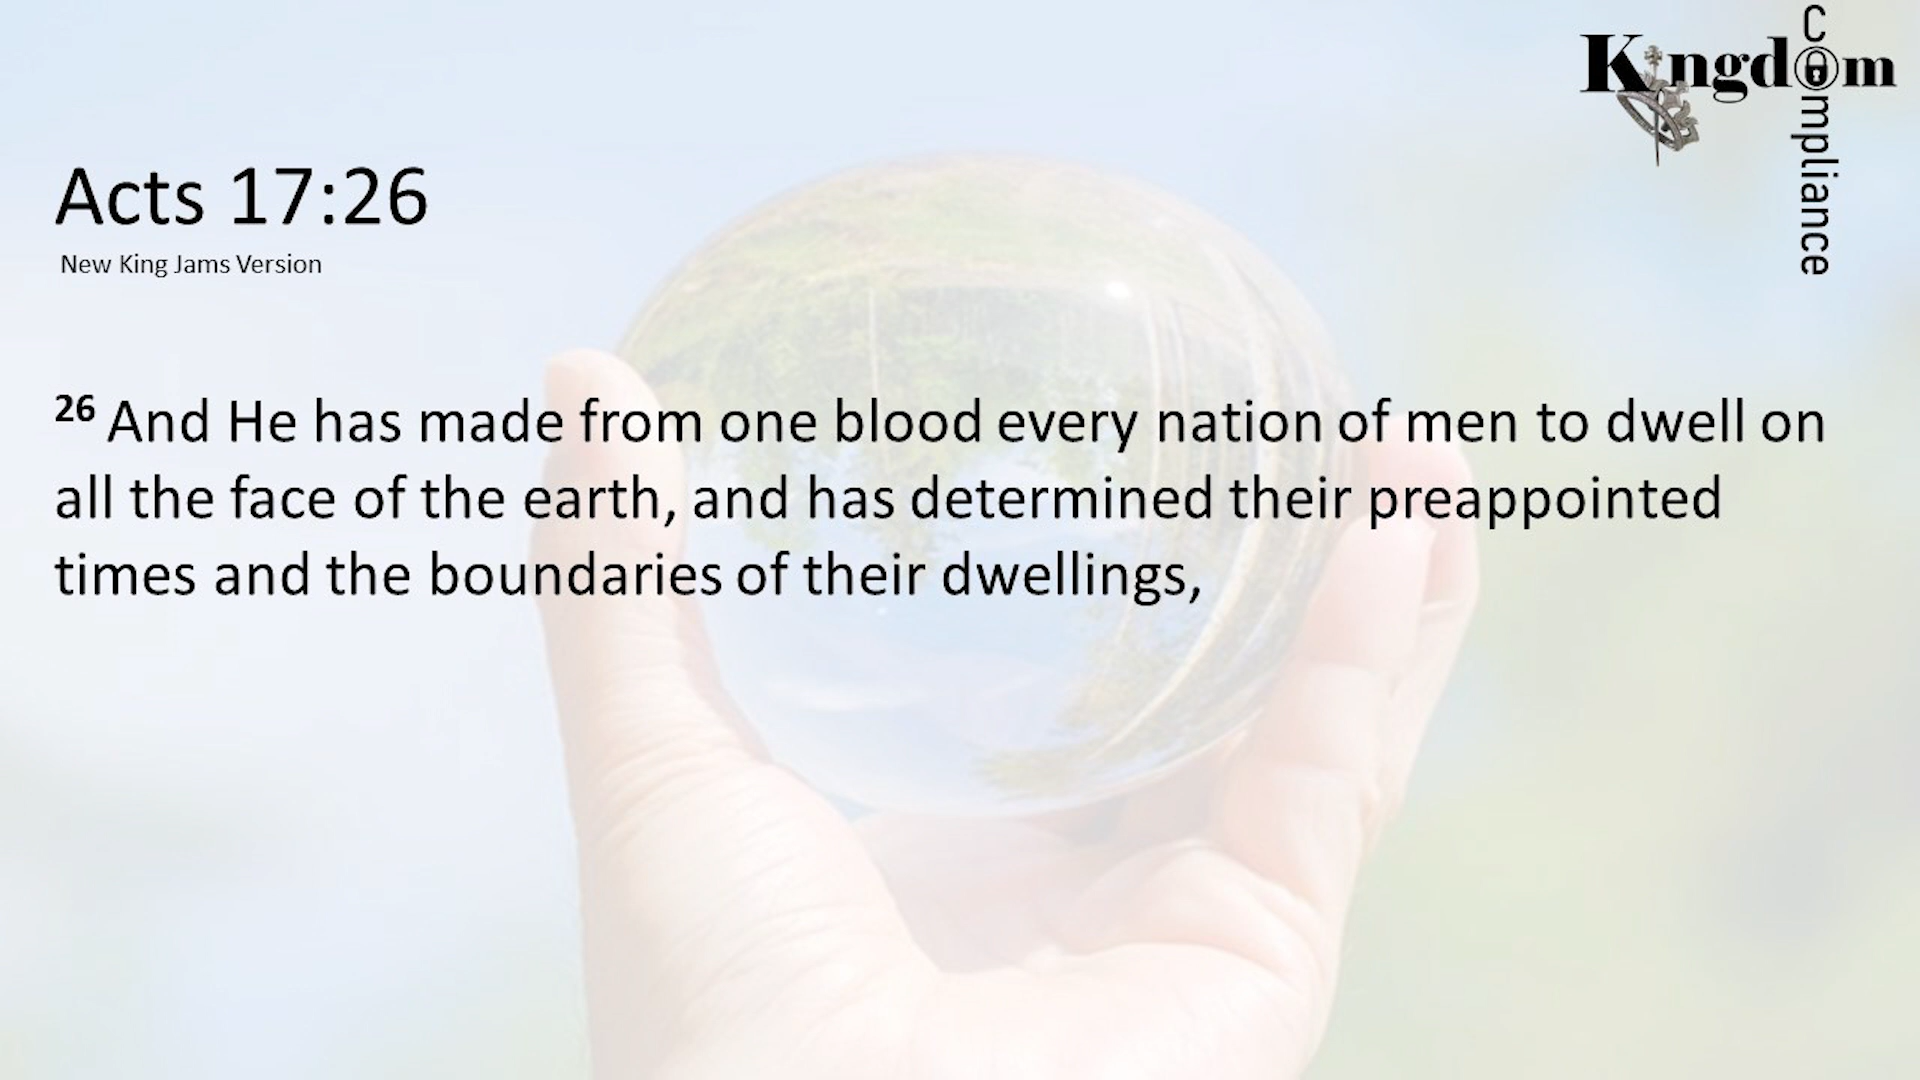 Kingdom
Compliance
Acts 17:26
New King Jams Version
26 And He has made from one blood every nation of men to dwell on
all the face of the earth, and has determined their preappointed
times and the boundaries of their dwellings,